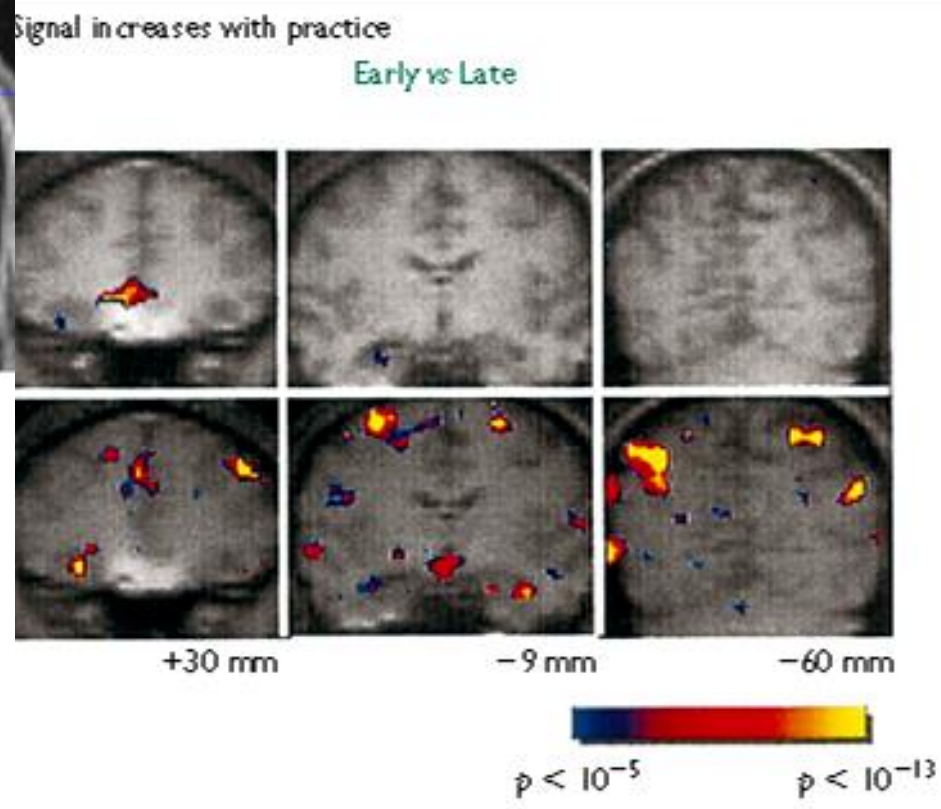 Signal increases with practice
Early vs Late
+30 mm
−9 mm
−60 mm
p < 10⁻⁵
p < 10⁻¹³